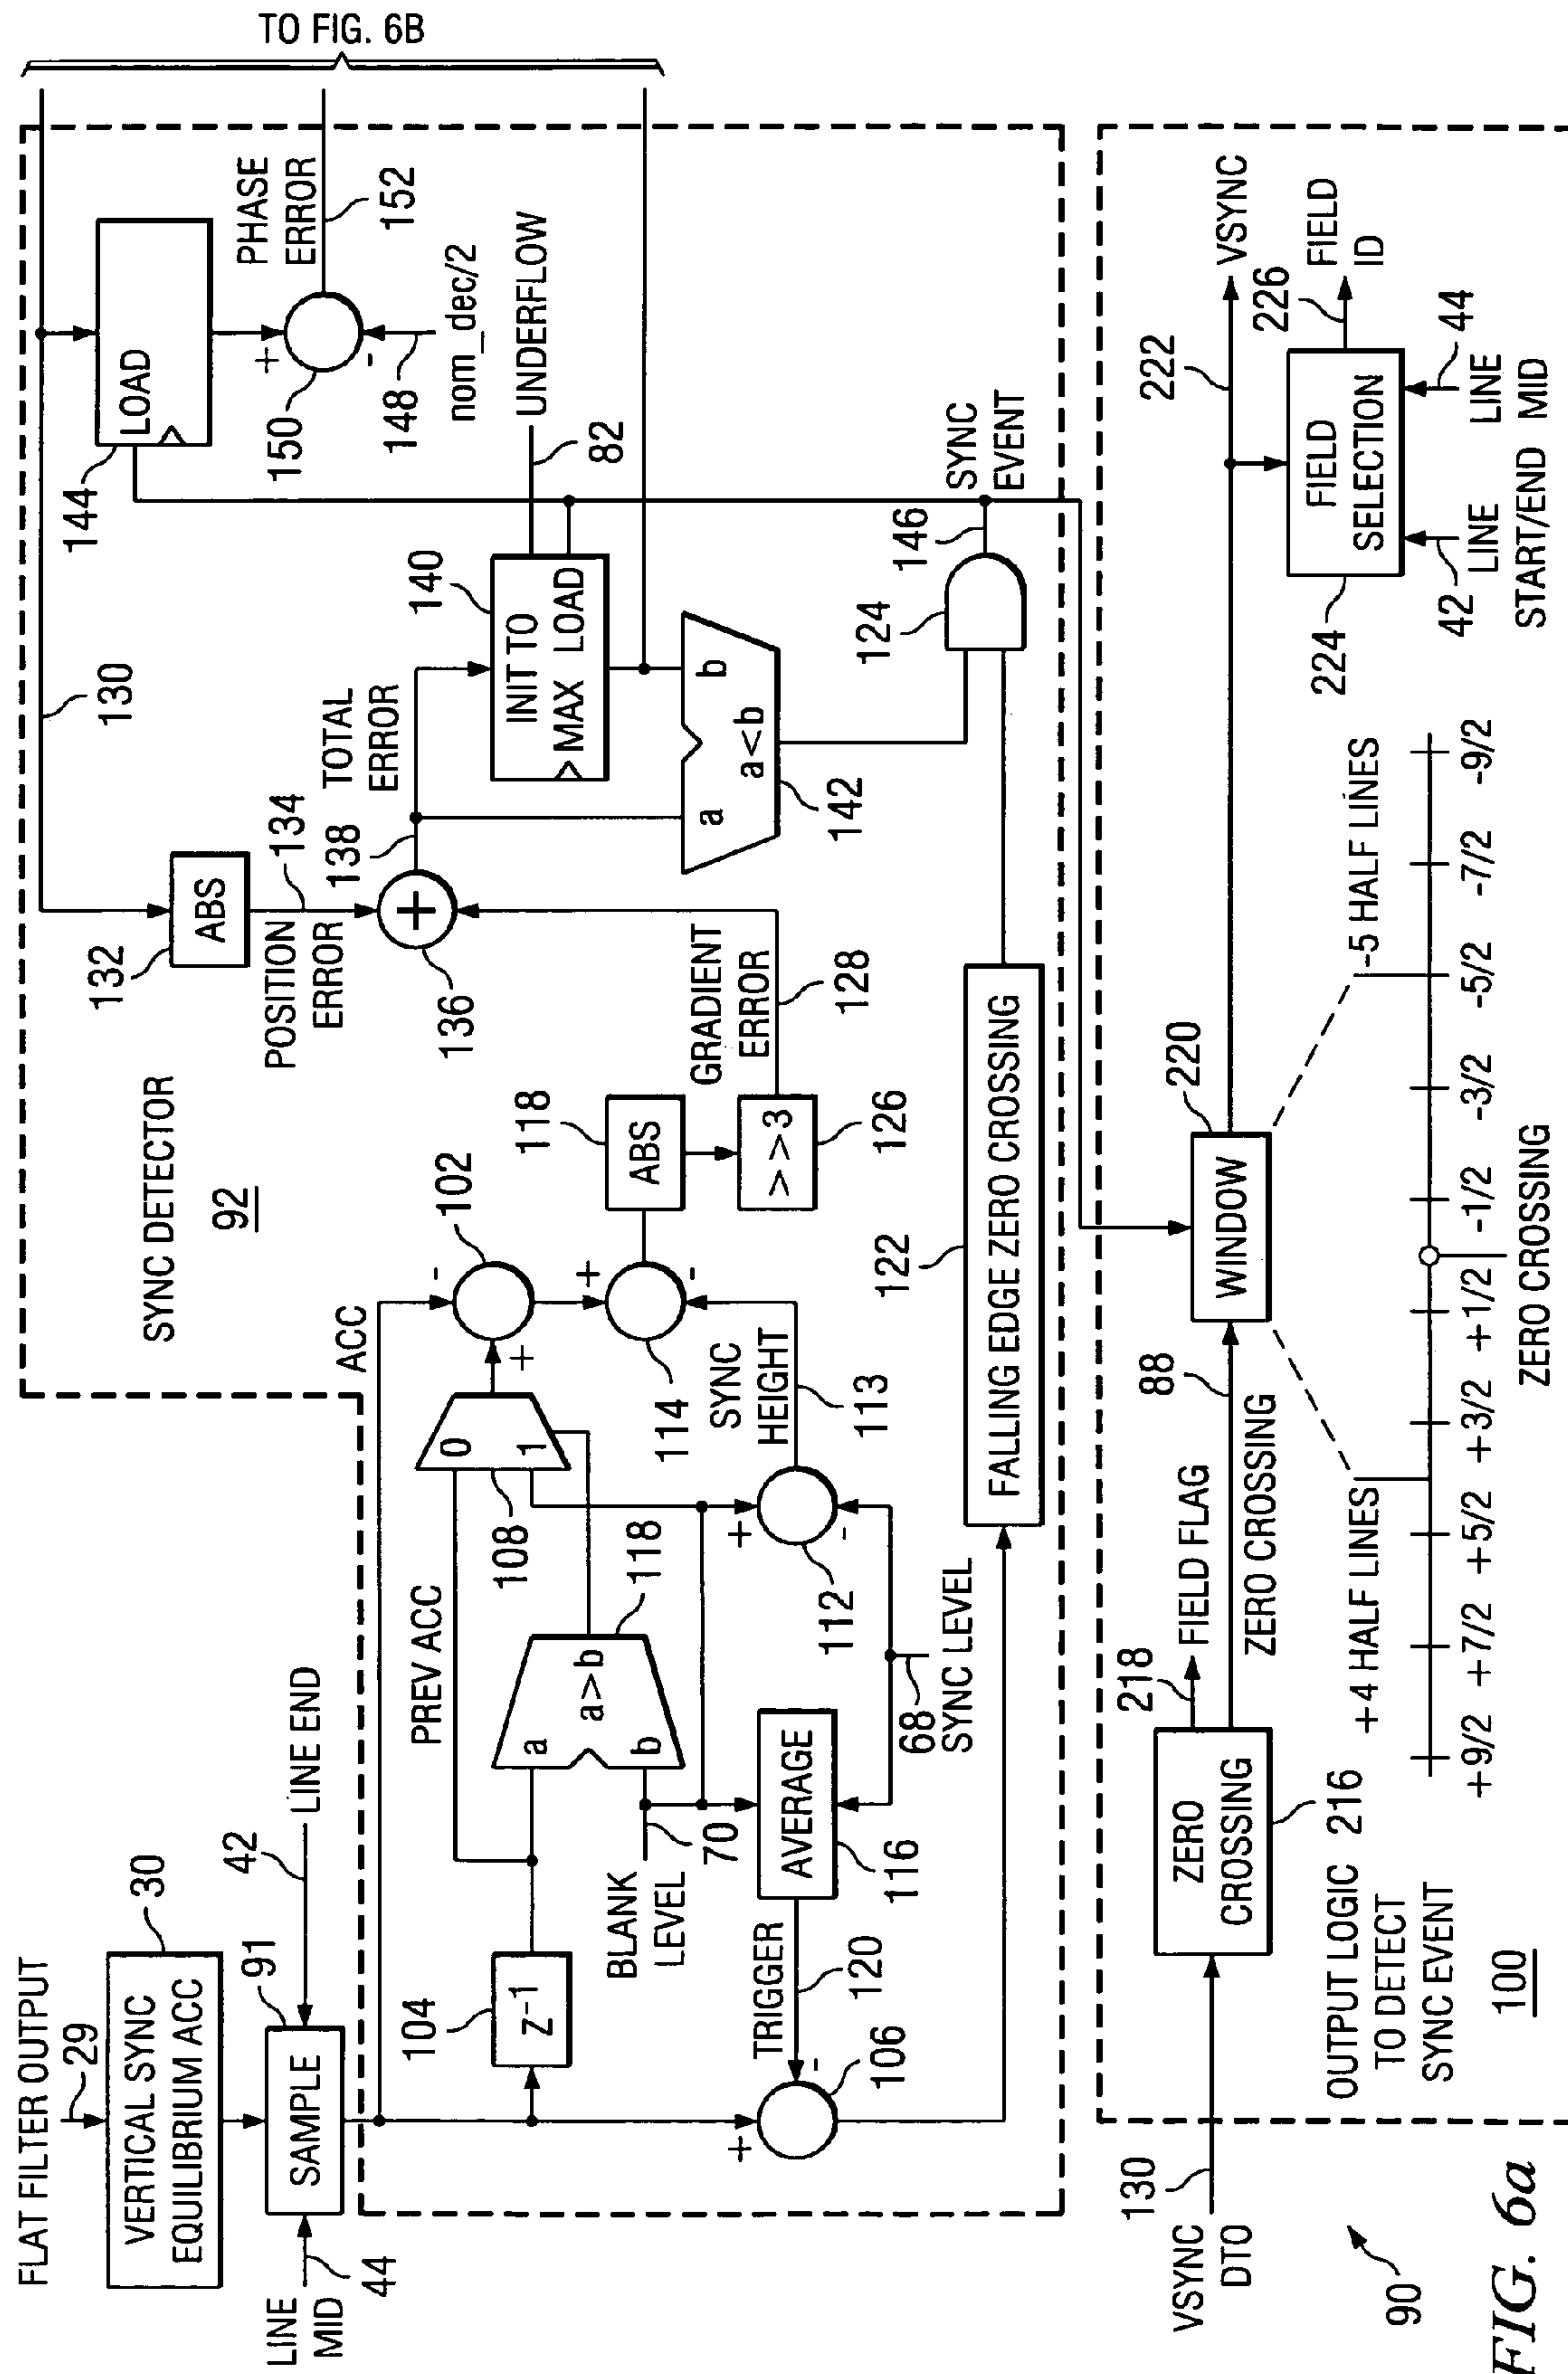 FLAT FILTER OUTPUT
29
VERTICAL SYNC
EQUILIBRIUM ACC
30
LINE
MID
44
SAMPLE
91
42
LINE END
SYNC DETECTOR
92
TO FIG. 6B
130
ABS
132
POSITION
ERROR
134
136
+
138
TOTAL
ERROR
LOAD
144
+
-
150
148
nom_dec/2
PHASE
ERROR
152
INIT TO
MAX LOAD
140
82
UNDERFLOW
a
b
a<b
142
ACC
PREV ACC
104
Z-1
a
b
a>b
118
BLANK
LEVEL
70
0
1
108
-
+
102
+
-
114
SYNC
HEIGHT
113
ABS
118
>>3
126
GRADIENT
ERROR
128
+
-
112
AVERAGE
116
68
SYNC LEVEL
TRIGGER
120
+
-
106
FALLING EDGE ZERO CROSSING
122
124
146
SYNC
EVENT
VSYNC
DTO
130
ZERO
CROSSING
216
218
FIELD FLAG
88
ZERO CROSSING
WINDOW
220
222
VSYNC
FIELD
SELECTION
224
226
FIELD
ID
42
LINE
START/END
44
LINE
MID
+4 HALF LINES
-5 HALF LINES
+9/2 +7/2 +5/2 +3/2 +1/2 -1/2 -3/2 -5/2 -7/2 -9/2
ZERO CROSSING
OUTPUT LOGIC
TO DETECT
SYNC EVENT
100
90
FIG. 6a